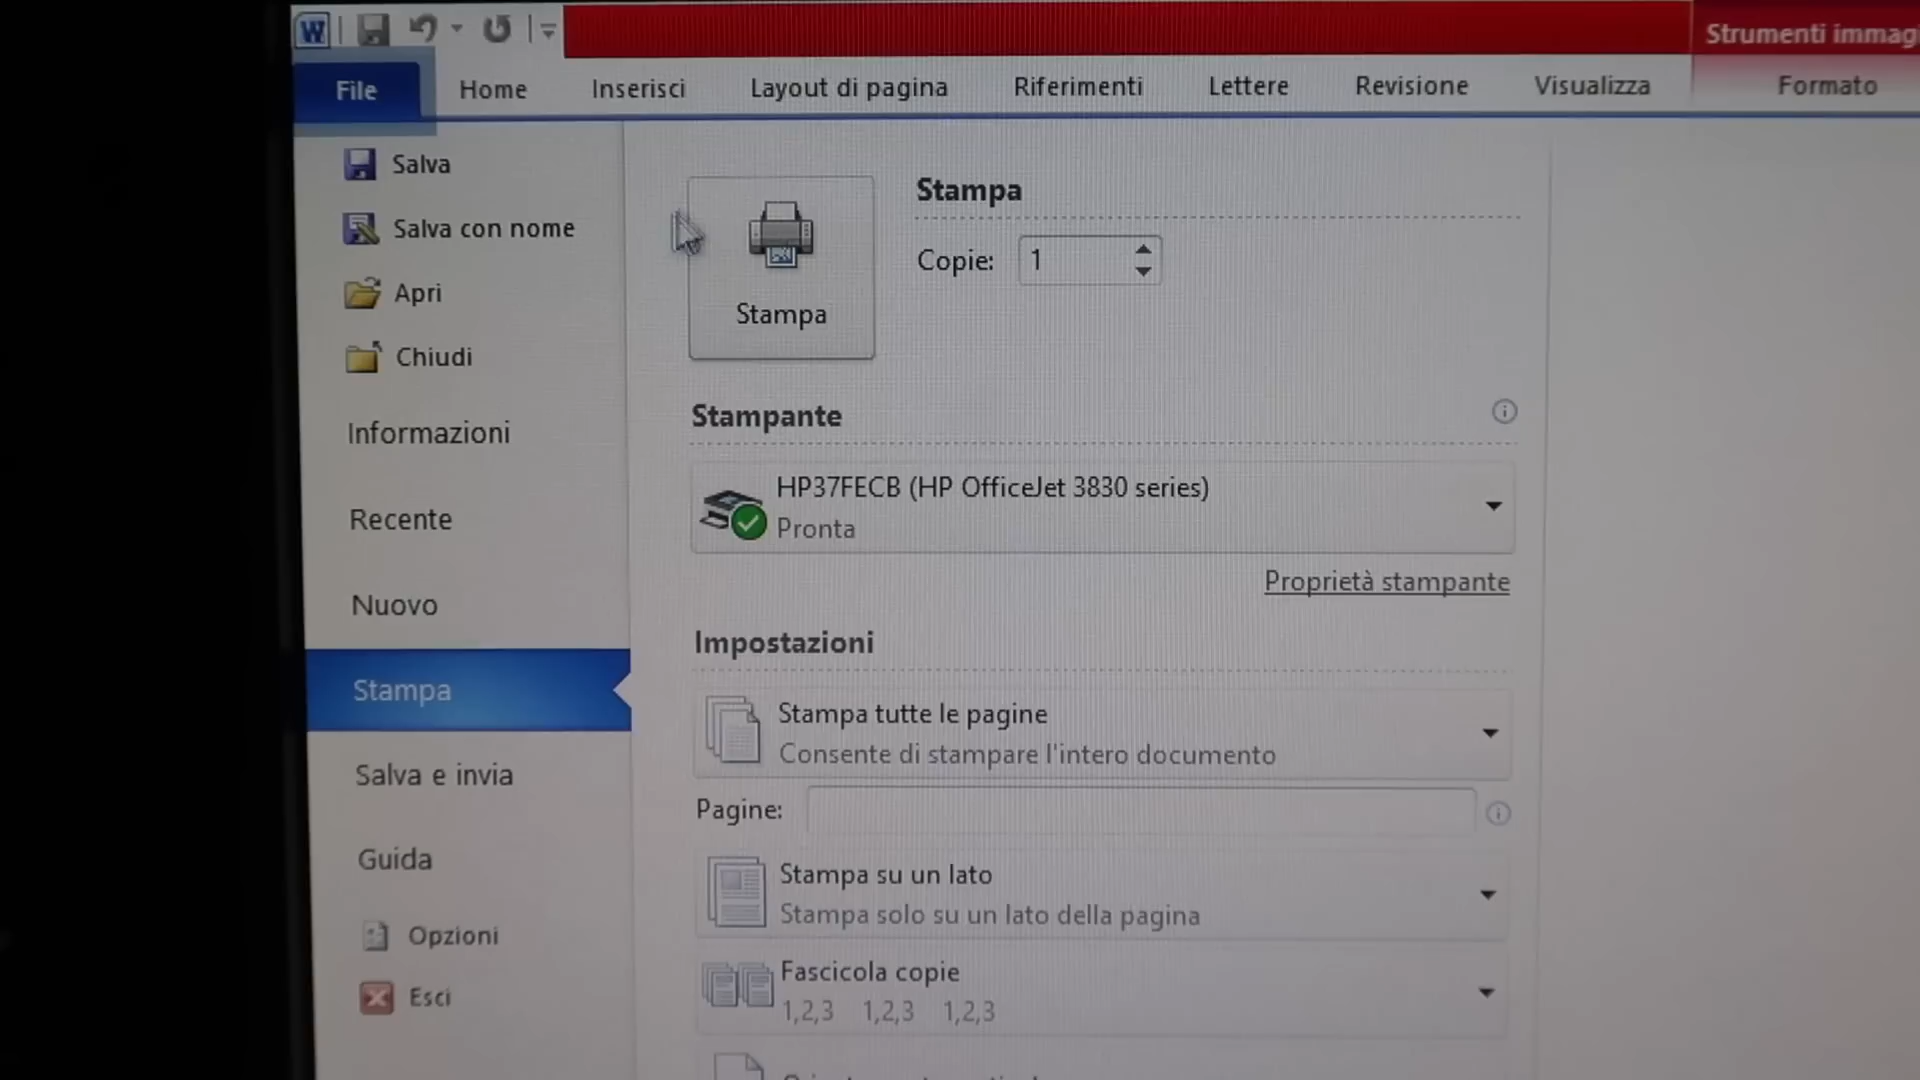 W
Strumenti immag
File Home Inserisci Layout di pagina Riferimenti Lettere Revisione Visualizza Formato
Salva
Salva con nome
Apri
Chiudi
Informazioni
Recente
Nuovo
Stampa
Salva e invia
Guida
Opzioni
Esci
Stampa
Stampa
Copie: 1
Stampante
HP37FECB (HP OfficeJet 3830 series)
Pronta
Proprietà stampante
Impostazioni
Stampa tutte le pagine
Consente di stampare l'intero documento
Pagine:
Stampa su un lato
Stampa solo su un lato della pagina
Fascicola copie
1,2,3 1,2,3 1,2,3